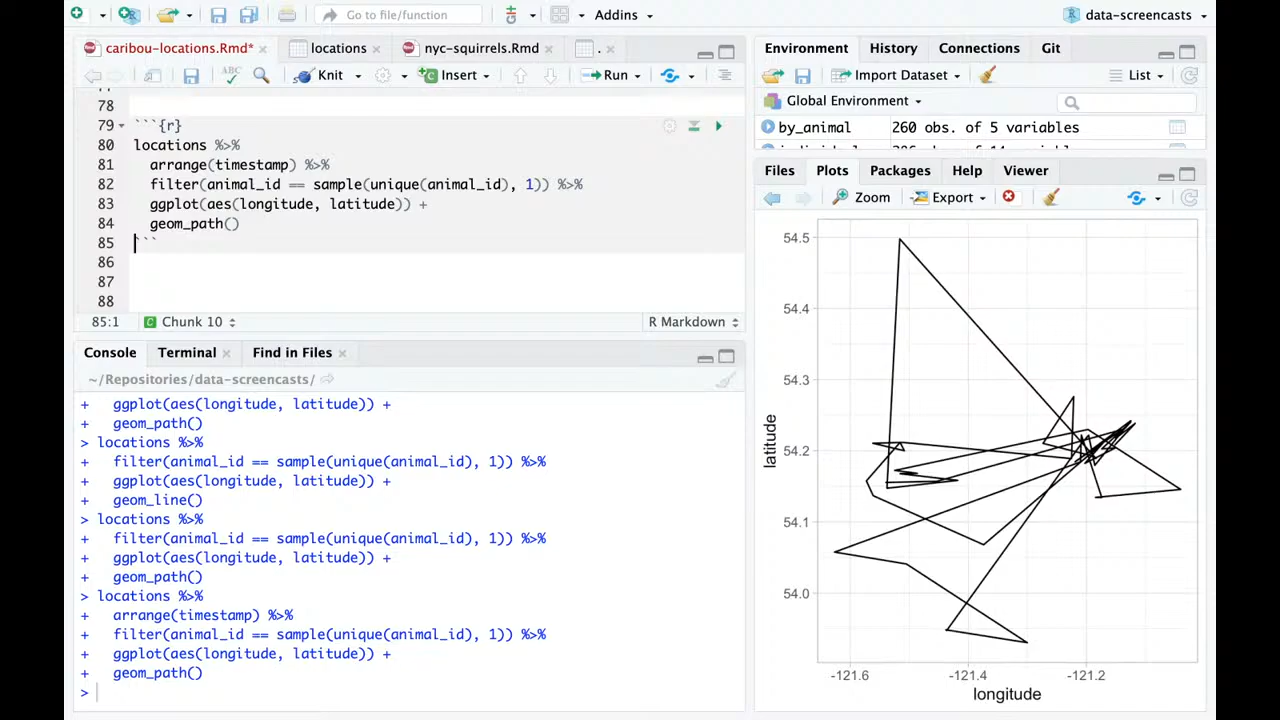 Go to file/function
Addins
data-screencasts
caribou-locations.Rmd*
locations
nyc-squirrels.Rmd
.
ABC
Knit
Insert
Run
78
79 ```{r}
80 locations %>%
81 arrange(timestamp) %>%
82 filter(animal_id == sample(unique(animal_id), 1)) %>%
83 ggplot(aes(longitude, latitude)) +
84 geom_path()
85 ```
86
87
88
85:1 Chunk 10 R Markdown
Console Terminal Find in Files
~/Repositories/data-screencasts/
+ ggplot(aes(longitude, latitude)) +
+ geom_path()
> locations %>%
+ filter(animal_id == sample(unique(animal_id), 1)) %>%
+ ggplot(aes(longitude, latitude)) +
+ geom_line()
> locations %>%
+ filter(animal_id == sample(unique(animal_id), 1)) %>%
+ ggplot(aes(longitude, latitude)) +
+ geom_path()
> locations %>%
+ arrange(timestamp) %>%
+ filter(animal_id == sample(unique(animal_id), 1)) %>%
+ ggplot(aes(longitude, latitude)) +
+ geom_path()
>
Environment History Connections Git
Import Dataset List
Global Environment
by_animal 260 obs. of 5 variables
Files Plots Packages Help Viewer
Zoom Export
54.5
54.4
54.3
54.2
54.1
54.0
latitude
-121.6 -121.4 -121.2
longitude